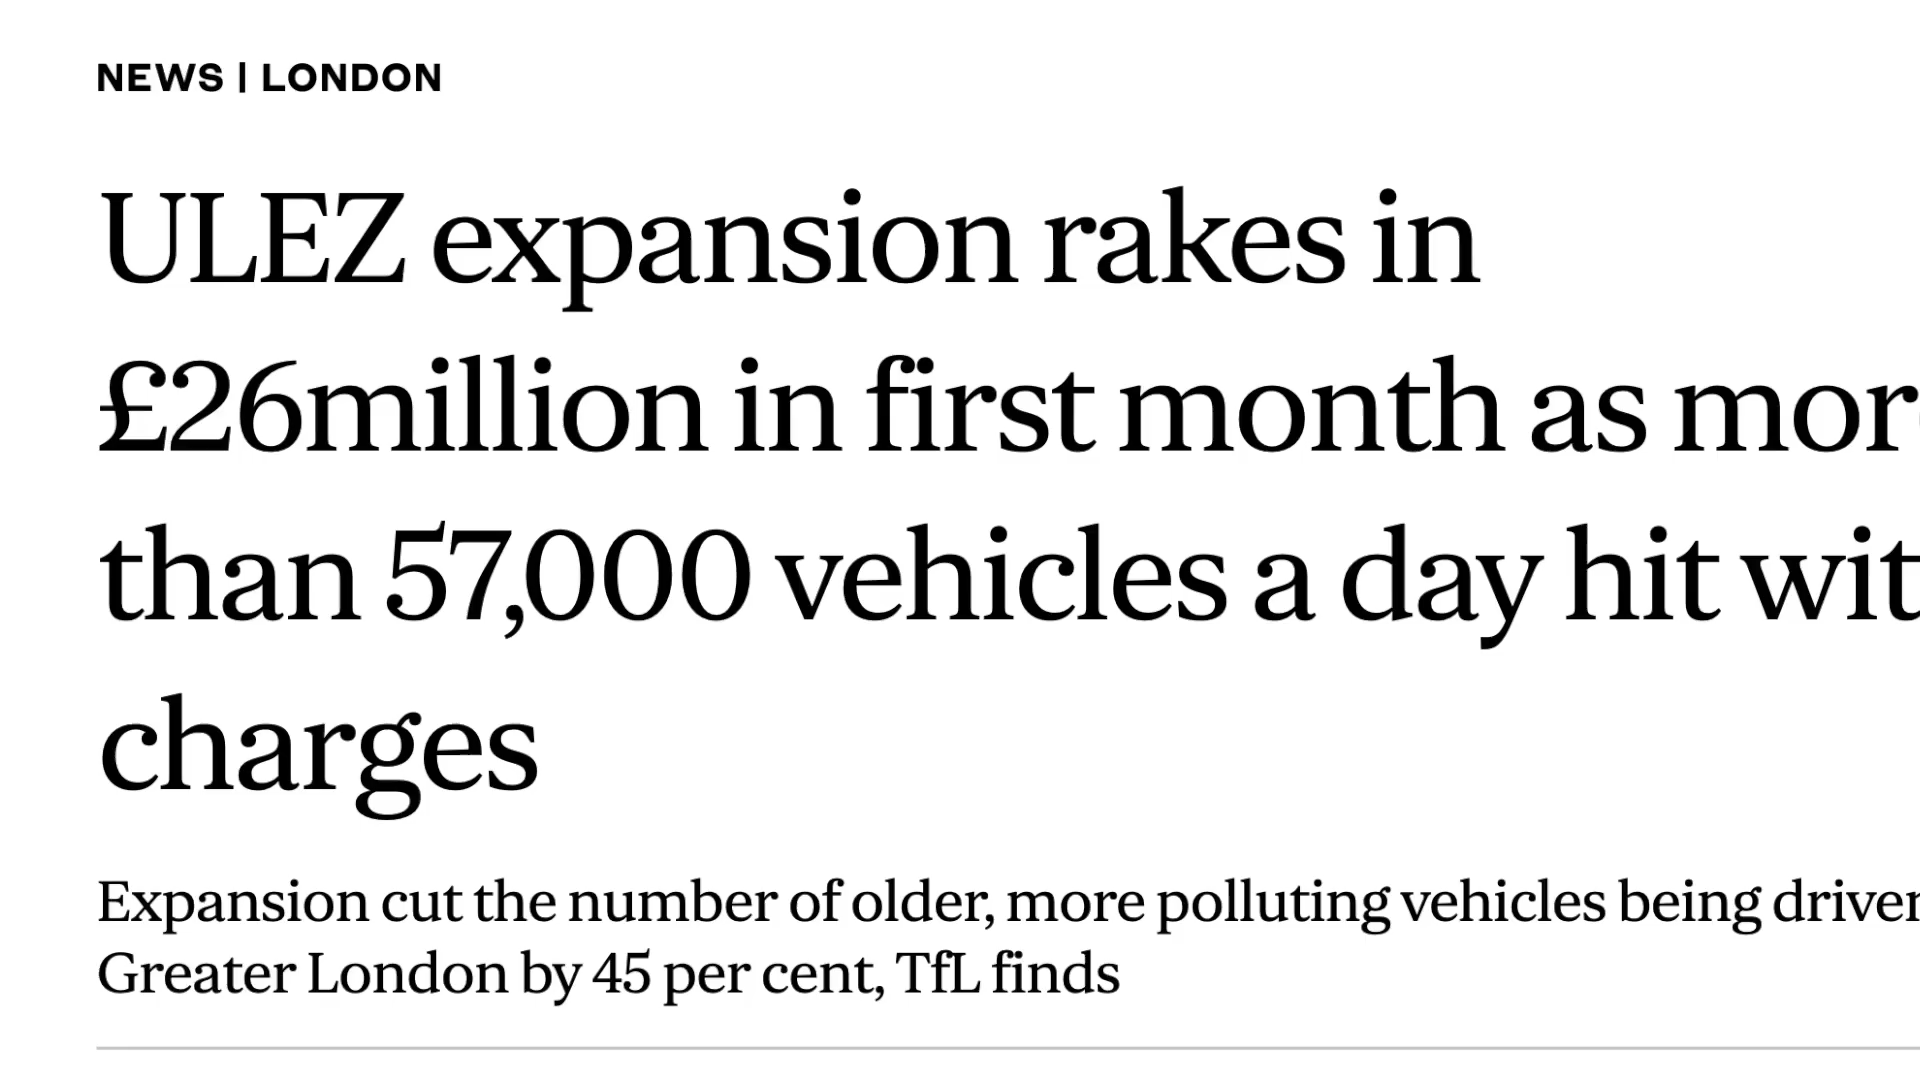 NEWS | LONDON
ULEZ expansion rakes in
£26million in first month as mor
than 57,000 vehicles a day hit wit
charges
Expansion cut the number of older, more polluting vehicles being driven
Greater London by 45 per cent, TfL finds